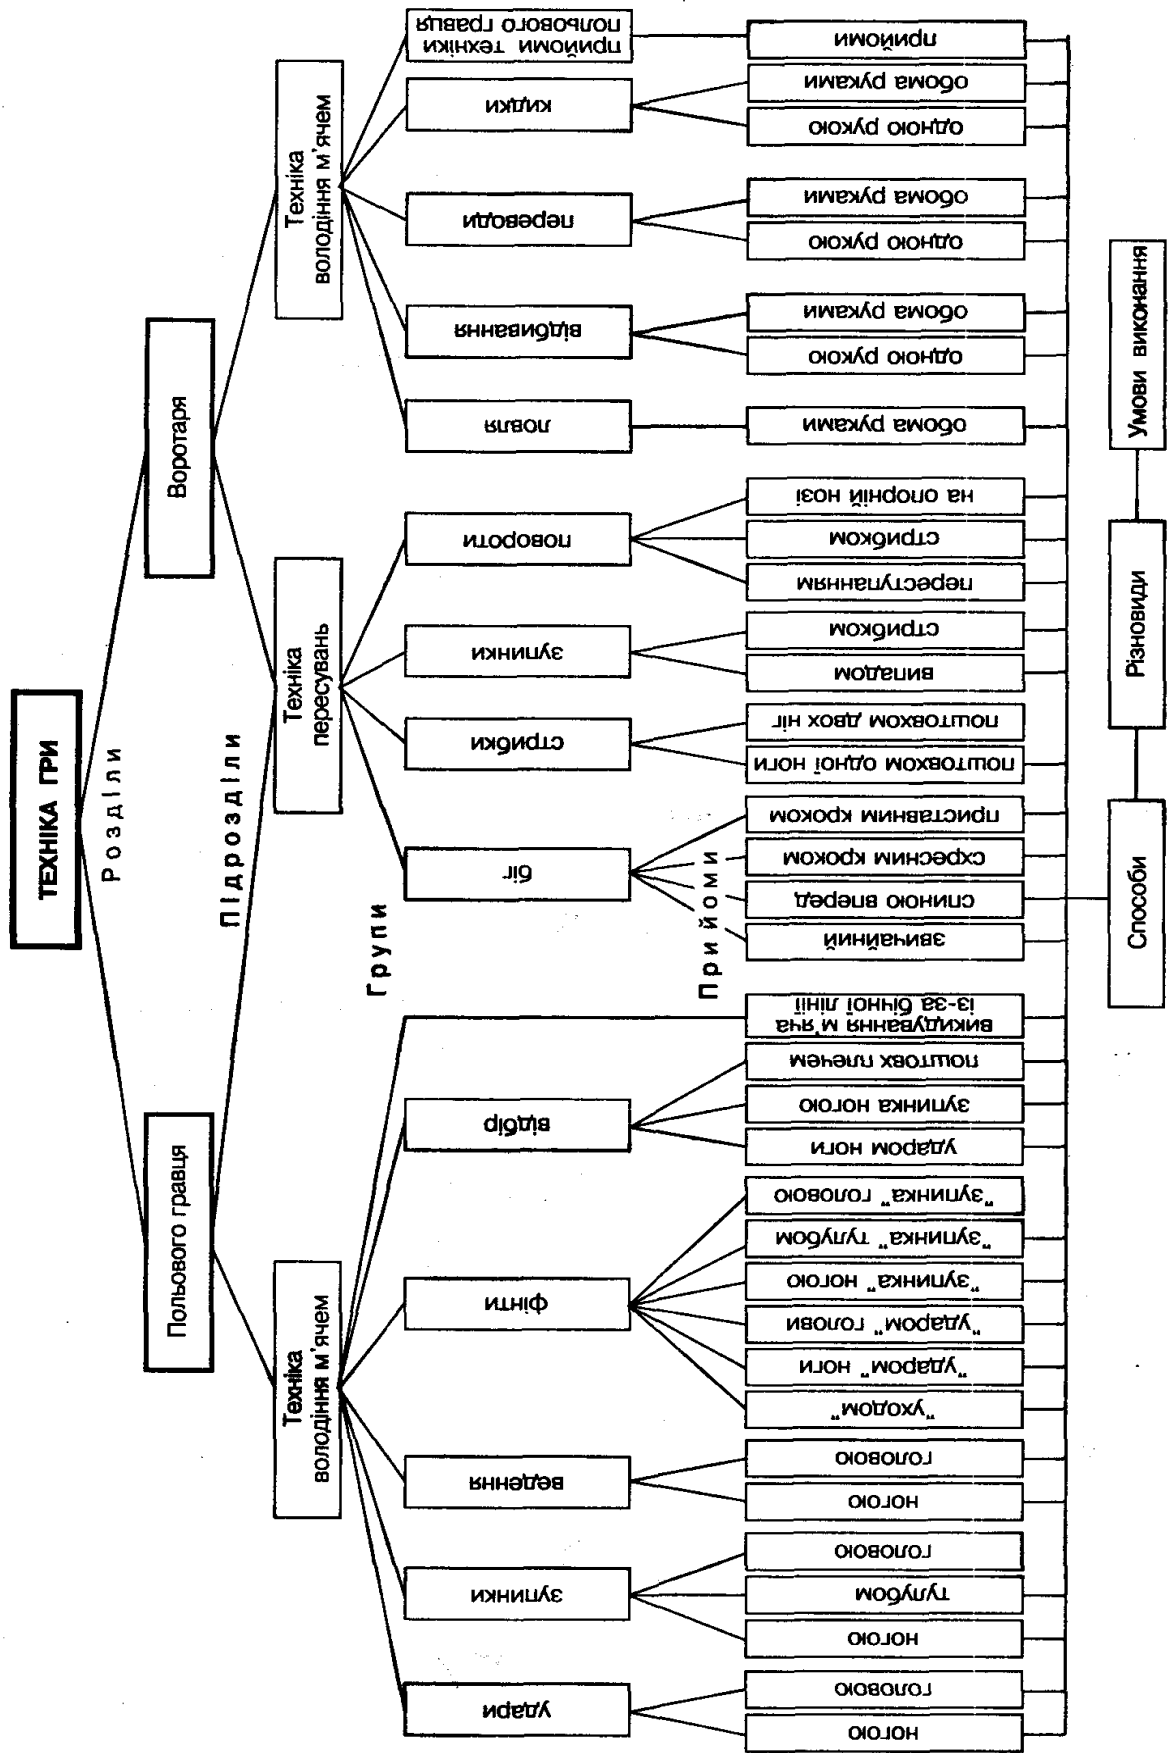 ТЕХНІКА ГРИ
Розділи
Польового гравця
Воротаря
Підрозділи
Техніка
володіння м'ячем
Техніка
пересувань
Техніка
володіння м'ячем
Групи
удари
зупинки
ведення
фінти
відбір
біг
стрибки
зупинки
повороти
ловля
відбивання
переводи
кидки
прийоми техніки
польового гравця
Прийоми
ногою
головою
ногою
тулубом
головою
ногою
головою
"уходом"
"ударом" ноги
"ударом" голови
"зупинка" ногою
"зупинка" тулубом
"зупинка" головою
ударом ноги
зупинка ногою
поштовх плечем
викидування м'яча
із-за бічної лінії
звичайний
спиною вперед
схресним кроком
приставним кроком
поштовхом одної ноги
поштовхом двох ніг
випадом
стрибком
переступанням
стрибком
на опорній нозі
обома руками
одною рукою
обома руками
одною рукою
обома руками
одною рукою
обома руками
прийоми
Способи
Різновиди
Умови виконання